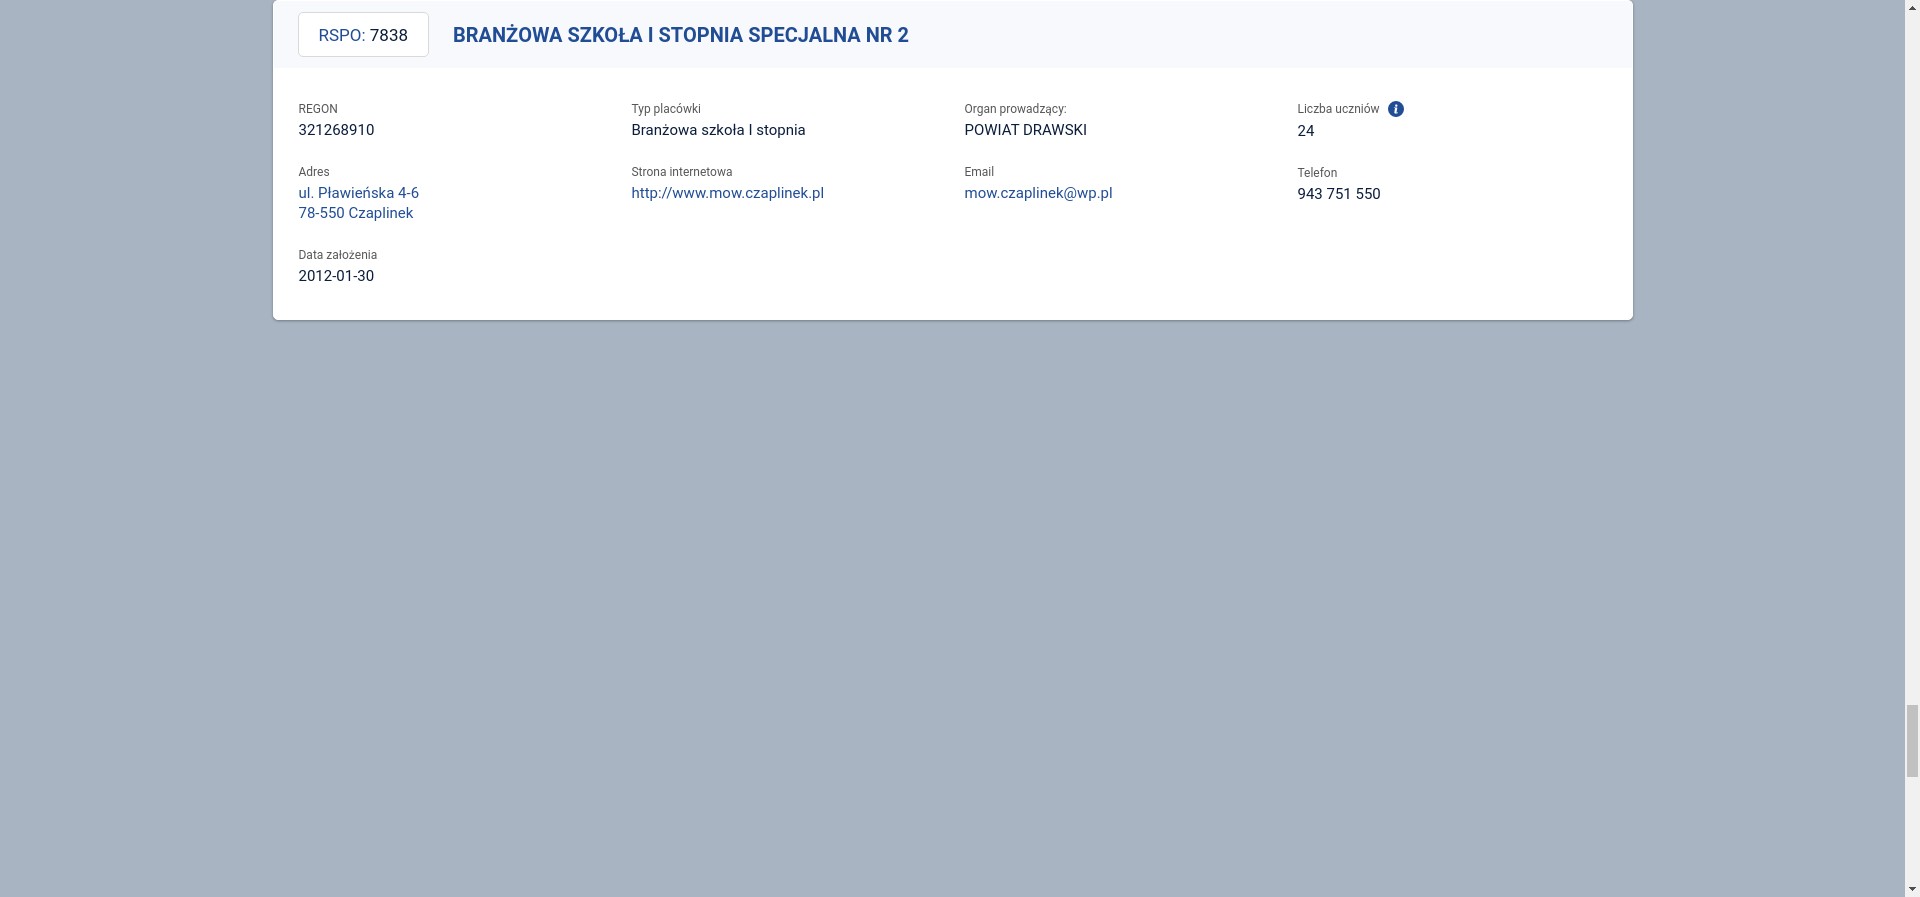 RSPO: 7838
BRANŻOWA SZKOŁA I STOPNIA SPECJALNA NR 2
REGON
321268910
Typ placówki
Branżowa szkoła I stopnia
Organ prowadzący:
POWIAT DRAWSKI
Liczba uczniów i
24
Adres
ul. Pławieńska 4-6
78-550 Czaplinek
Strona internetowa
http://www.mow.czaplinek.pl
Email
mow.czaplinek@wp.pl
Telefon
943 751 550
Data założenia
2012-01-30